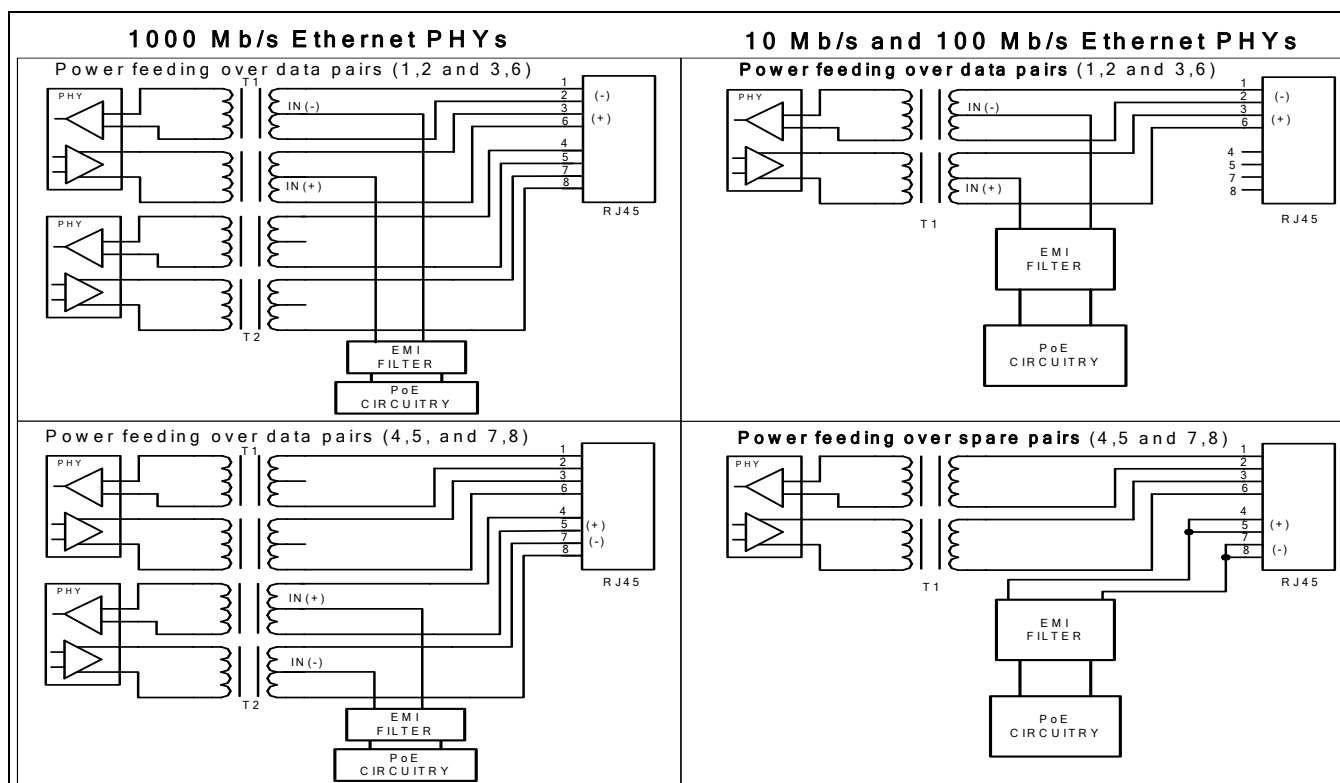 1000 Mb/s Ethernet PHYs
Power feeding over data pairs (1,2 and 3,6)
T1
PHY
IN(-)
IN(+)
1
2
3
6
4
5
7
8
(-)
(+)
RJ45
PHY
T2
EMI
FILTER
PoE
CIRCUITRY
10 Mb/s and 100 Mb/s Ethernet PHYs
Power feeding over data pairs (1,2 and 3,6)
PHY
IN(-)
IN(+)
T1
1
2
3
6
4
5
7
8
(-)
(+)
RJ45
EMI
FILTER
PoE
CIRCUITRY
Power feeding over data pairs (4,5, and 7,8)
T1
PHY
1
2
3
6
4
5
7
8
(+)
(-)
RJ45
PHY
IN(+)
IN(-)
T2
EMI
FILTER
PoE
CIRCUITRY
Power feeding over spare pairs (4,5 and 7,8)
PHY
T1
1
2
3
6
4
5
7
8
(+)
(-)
RJ45
EMI
FILTER
PoE
CIRCUITRY